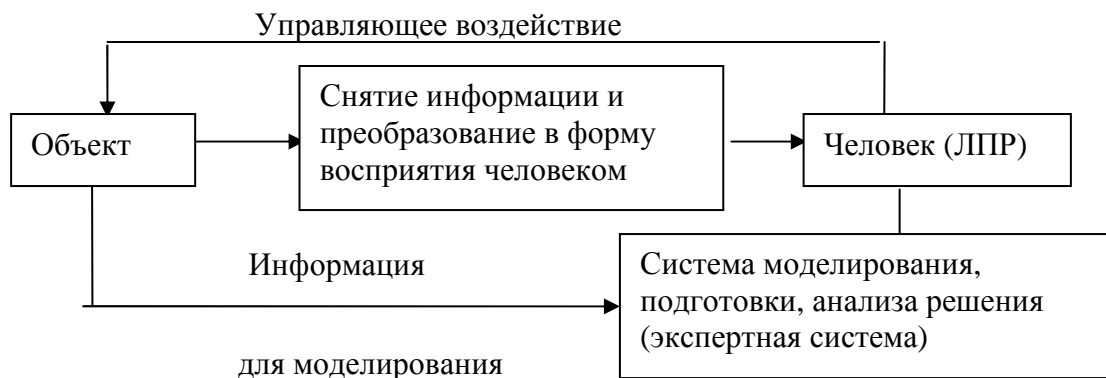 Управляющее воздействие
Снятие информации и
преобразование в форму
восприятия человеком
Объект
Человек (ЛПР)
Информация
Система моделирования,
подготовки, анализа решения
(экспертная система)
для моделирования